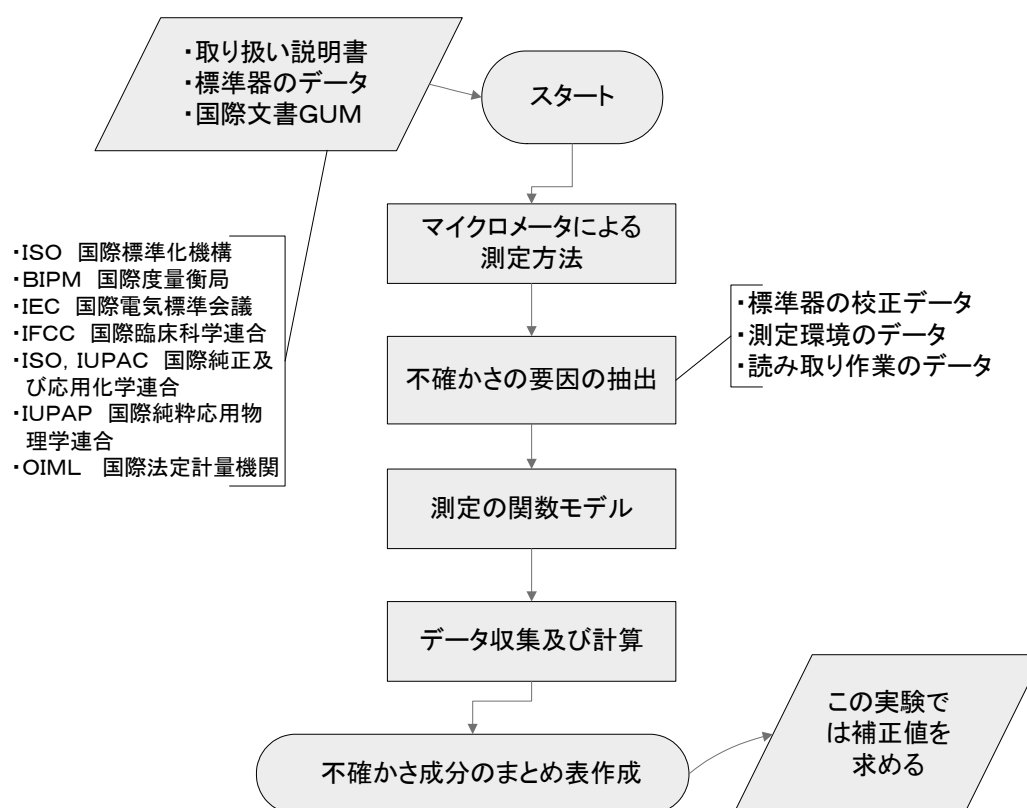 ・取り扱い説明書
・標準器のデータ
・国際文書GUM
スタート
マイクロメータによる
測定方法
・ISO 国際標準化機構
・BIPM 国際度量衡局
・IEC 国際電気標準会議
・IFCC 国際臨床科学連合
・ISO, IUPAC 国際純正及
び応用化学連合
・IUPAP 国際純粋応用物
理学連合
・OIML 国際法定計量機関
・標準器の校正データ
・測定環境のデータ
・読み取り作業のデータ
不確かさの要因の抽出
測定の関数モデル
データ収集及び計算
不確かさ成分のまとめ表作成
この実験で
は補正値を
求める